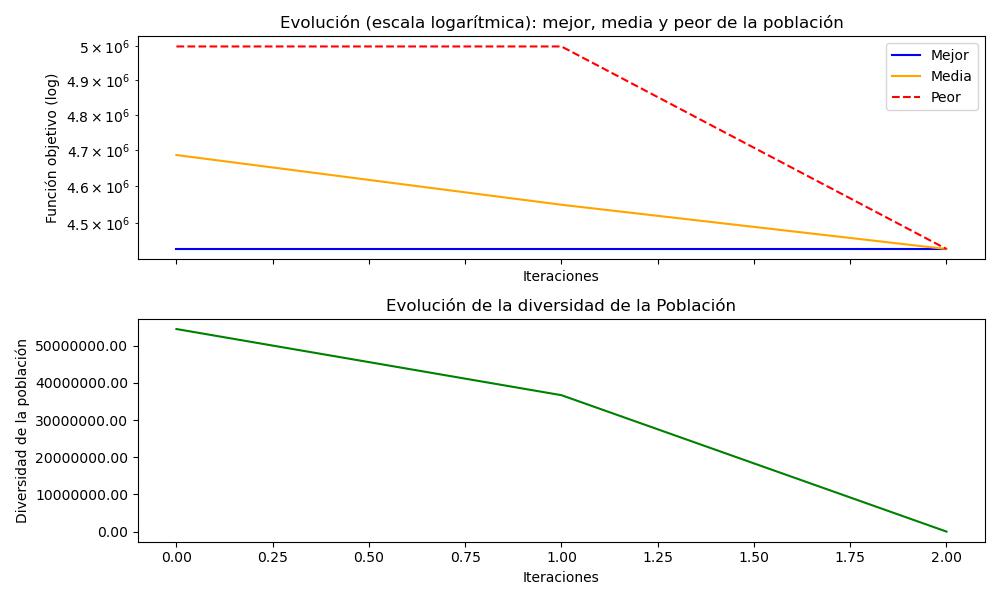 Evolución (escala logarítmica): mejor, media y peor de la población
Función objetivo (log)
5 × 10⁶
4.9 × 10⁶
4.8 × 10⁶
4.7 × 10⁶
4.6 × 10⁶
4.5 × 10⁶
Mejor
Media
Peor
Iteraciones
Evolución de la diversidad de la Población
Diversidad de la población
50000000.00
40000000.00
30000000.00
20000000.00
10000000.00
0.00
0.00 0.25 0.50 0.75 1.00 1.25 1.50 1.75 2.00
Iteraciones